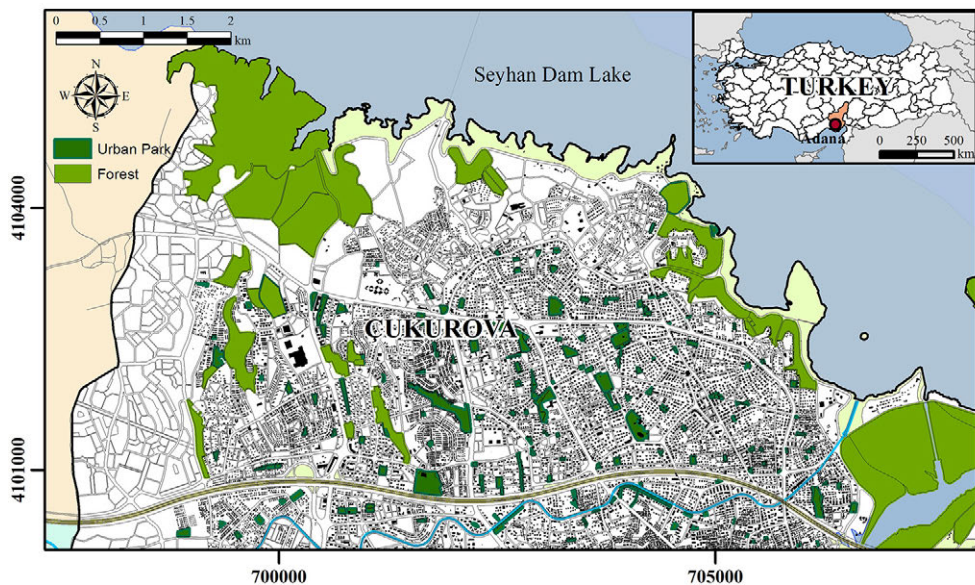 0 0.5 1 1.5 2
km
N
W E
S
Urban Park
Forest
Seyhan Dam Lake
TURKEY
Adana
0 250 500
km
ÇUKUROVA
4104000
4101000
700000
705000